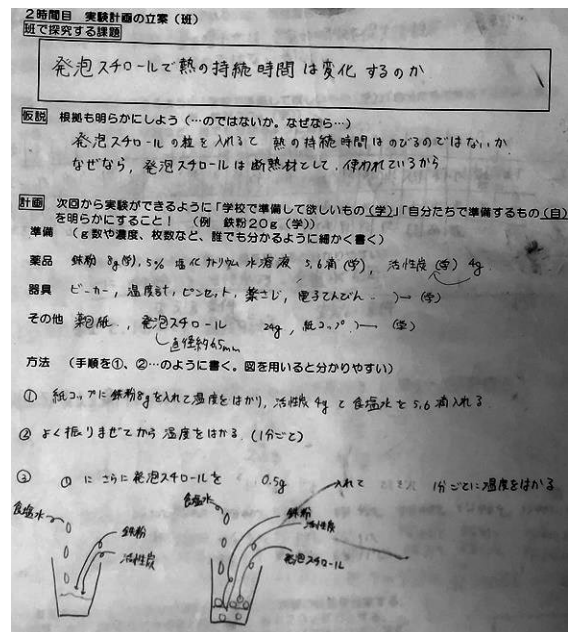 2時間目 実験計画の立案(班)
班で探究する課題
発泡スチロールで熱の持続時間は変化するのか
仮説 根拠も明らかにしよう(…のではないか。なぜなら…)
発泡スチロールの粒を入れると 熱の持続時間はのびるのではないか
なぜなら,発泡スチロールは断熱材として使われているから
計画 次回から実験ができるように「学校で準備して欲しいもの(学)」「自分たちで準備するもの(自)
を明らかにすること! (例 鉄粉20g(学))
準備 (g数や濃度、枚数など、誰でも分かるように細かく書く)
薬品 鉄粉 8g(学),5% 塩化ナトリウム水溶液 5,6滴(学),活性炭(学)4g
器具 ビーカー,温度計,ピンセット,薬さじ,電子てんびん → (学)
その他 薬包紙,発泡スチロール 24g,紙コップ → (学)
直径約6.5mm
方法 (手順を①、②…のように書く。図を用いると分かりやすい)
① 紙コップに鉄粉8gを入れて温度をはかり,活性炭4gと食塩水を5,6滴入れる
② よく振りまぜてから温度をはかる (1分ごと)
③ ①にさらに発泡スチロールを 0.5g 入れて 1分ごとに温度をはかる
食塩水
鉄粉
活性炭
食塩水
鉄粉
活性炭
発泡スチロール